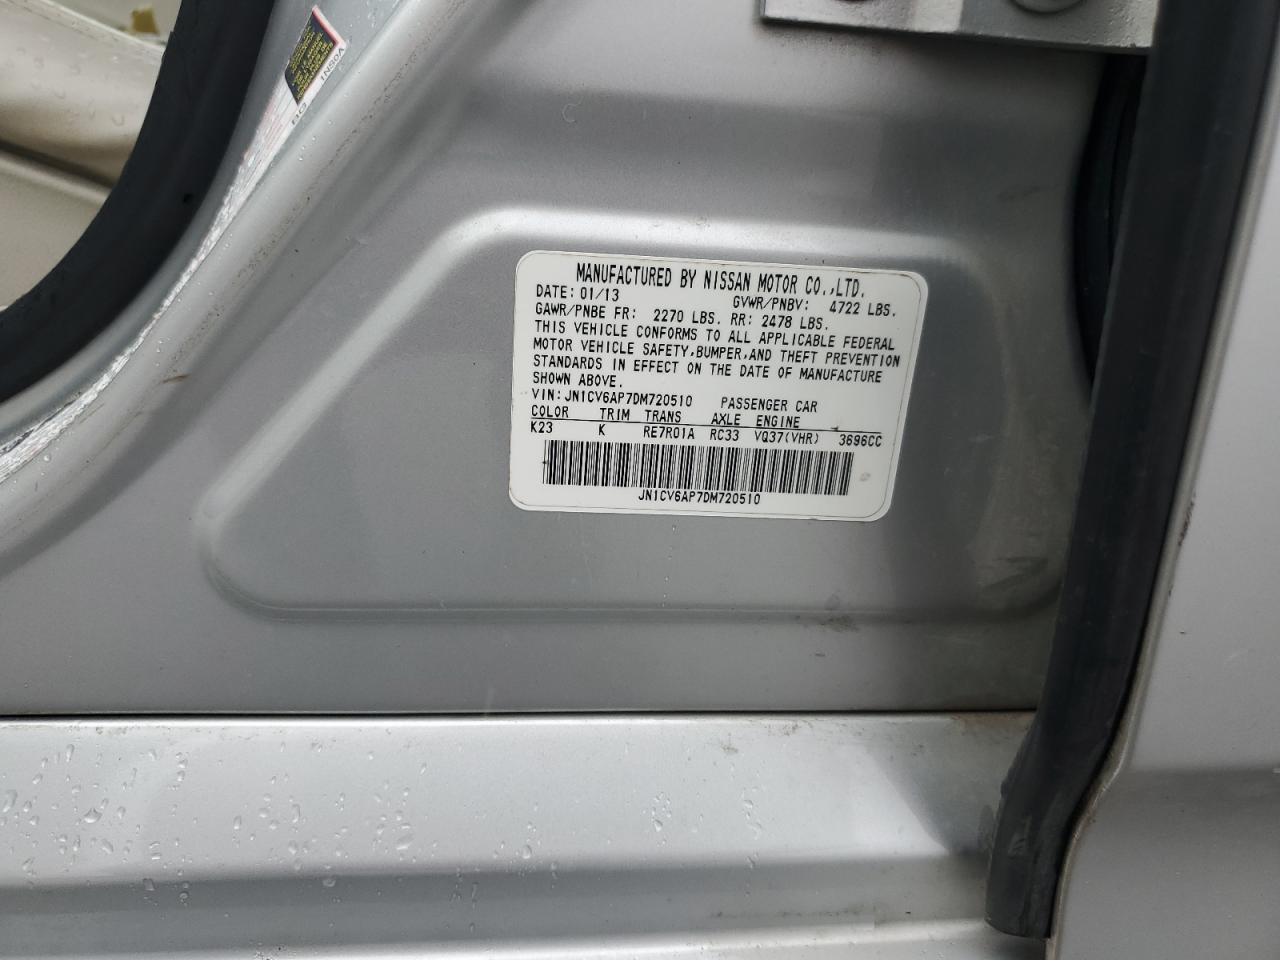 MANUFACTURED BY NISSAN MOTOR CO.,LTD.
DATE: 01/13 GVWR/PNBV: 4722 LBS.
GAWR/PNBE FR: 2270 LBS. RR: 2478 LBS.
THIS VEHICLE CONFORMS TO ALL APPLICABLE FEDERAL
MOTOR VEHICLE SAFETY,BUMPER,AND THEFT PREVENTION
STANDARDS IN EFFECT ON THE DATE OF MANUFACTURE
SHOWN ABOVE.
VIN: JN1CV6AP7DM720510 PASSENGER CAR
COLOR TRIM TRANS AXLE ENGINE
K23 K RE7R01A RC33 VQ37(VHR) 3696CC
JN1CV6AP7DM720510